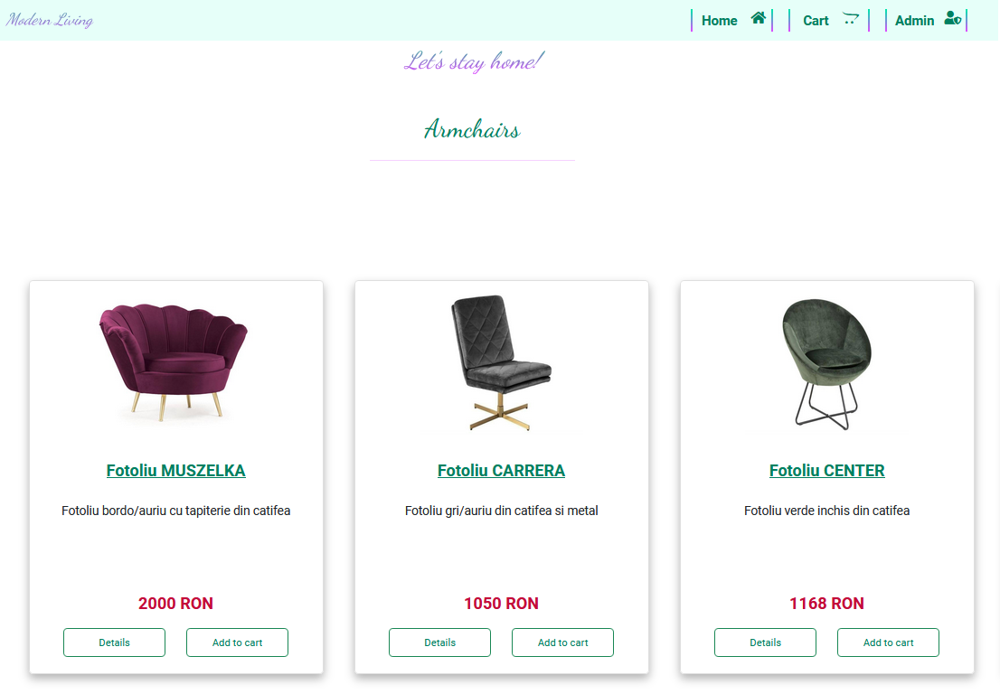 Modern Living
Home
Cart
Admin
Let's stay home!
Armchairs
Fotoliu MUSZELKA
Fotoliu bordo/auriu cu tapiterie din catifea
2000 RON
Details
Add to cart
Fotoliu CARRERA
Fotoliu gri/auriu din catifea si metal
1050 RON
Details
Add to cart
Fotoliu CENTER
Fotoliu verde inchis din catifea
1168 RON
Details
Add to cart